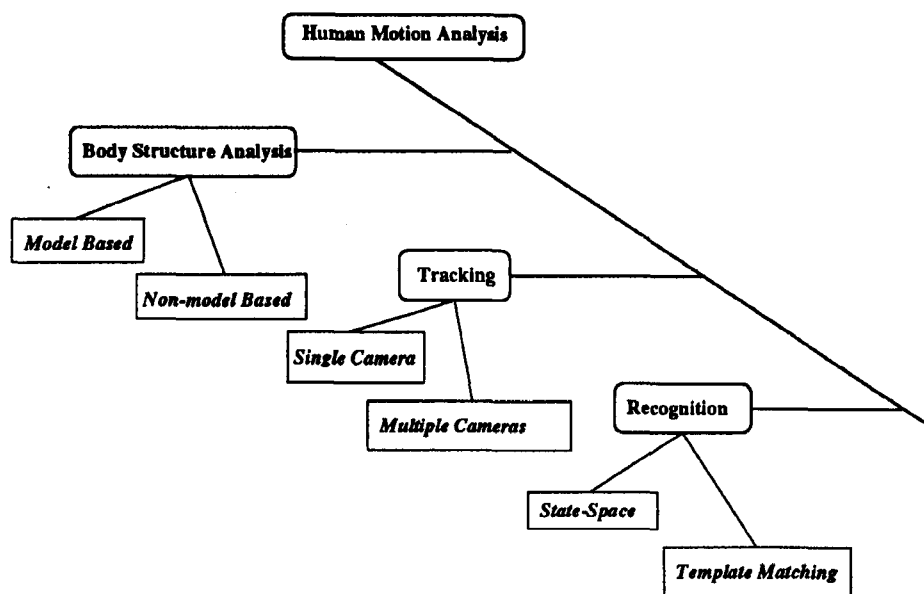 Human Motion Analysis
Body Structure Analysis
Model Based
Non-model Based
Tracking
Single Camera
Multiple Cameras
Recognition
State-Space
Template Matching